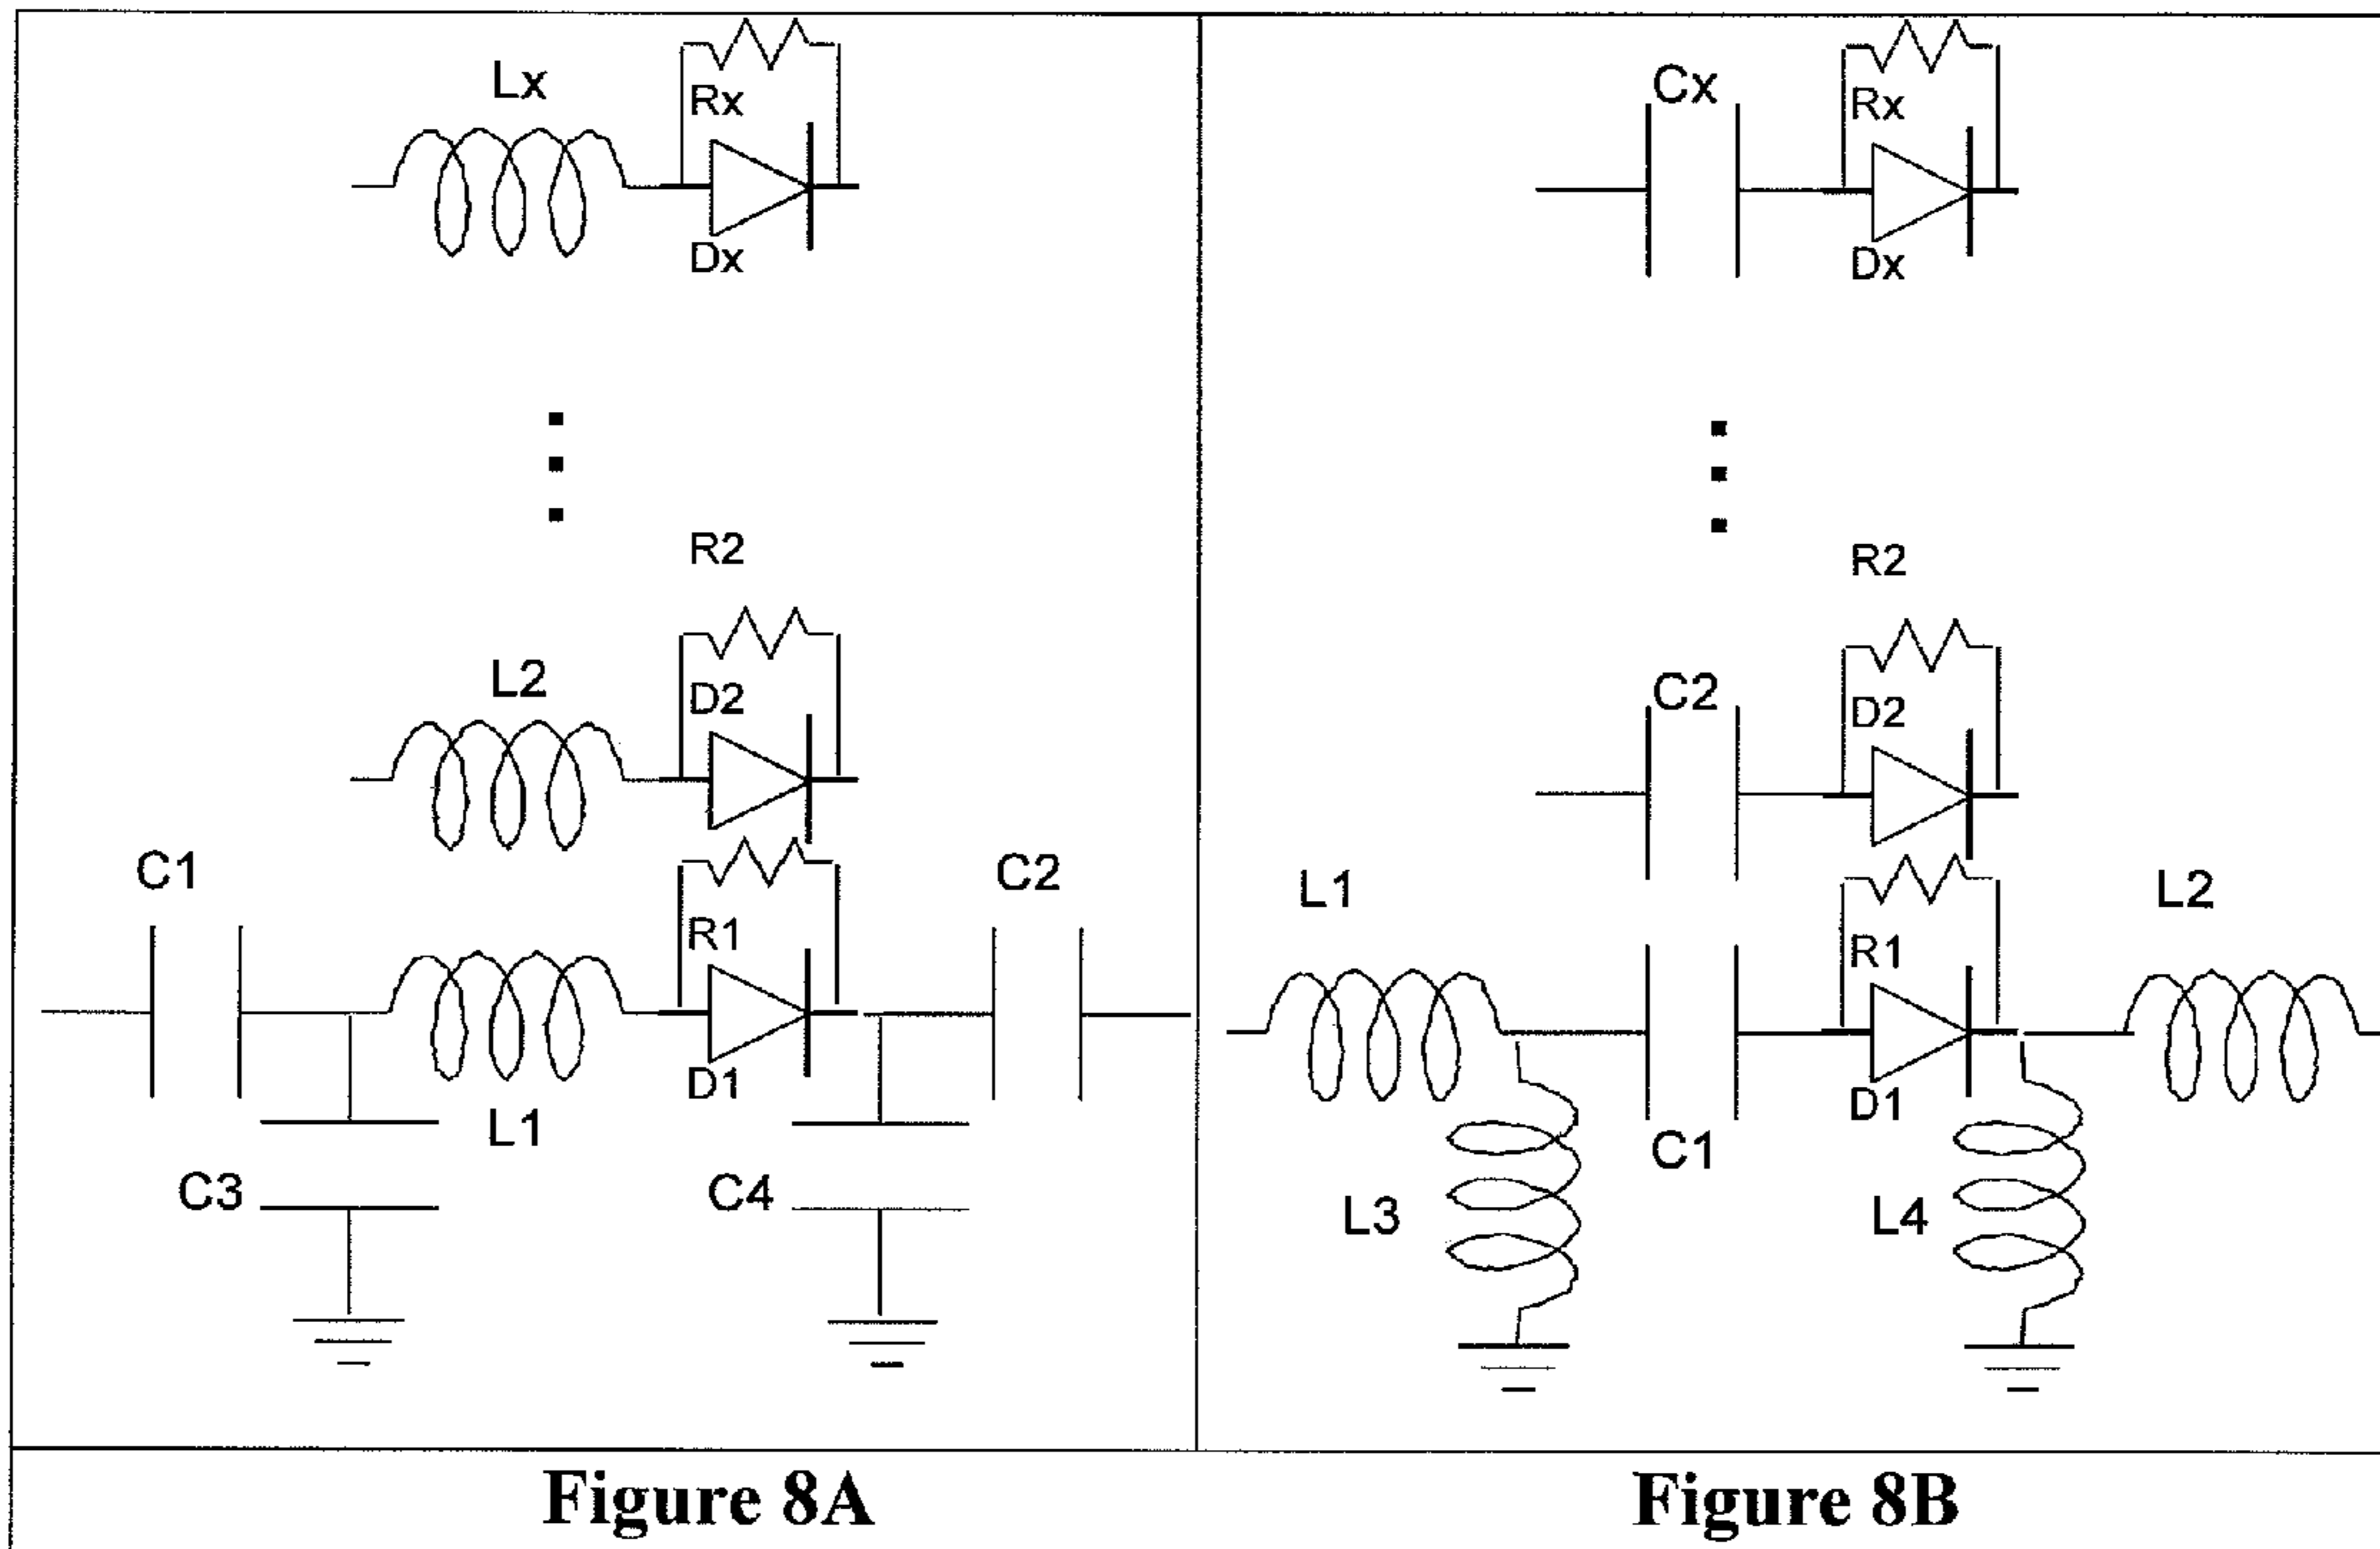 Lx
Rx
Dx
R2
L2
D2
C1
C2
R1
D1
L1
C3
C4
Figure 8A
Cx
Rx
Dx
R2
C2
D2
L1
L2
R1
D1
C1
L3
L4
Figure 8B